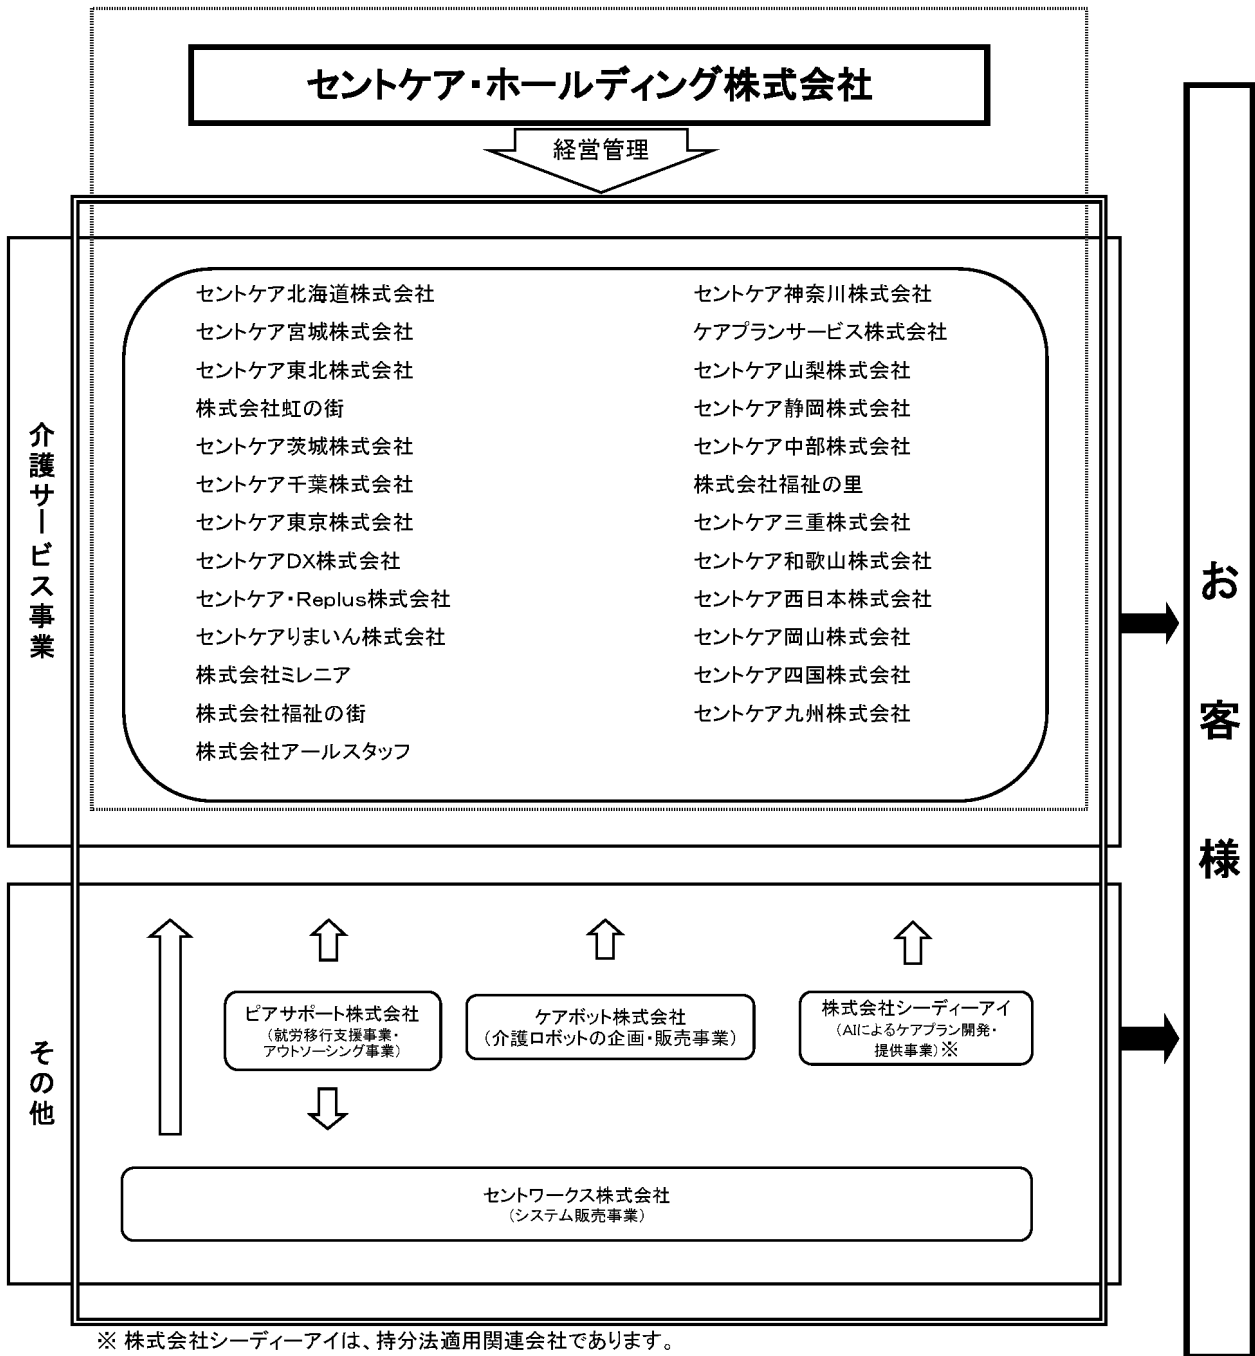 セントケア・ホールディング株式会社
経営管理
介護サービス事業
セントケア北海道株式会社
セントケア宮城株式会社
セントケア東北株式会社
株式会社虹の街
セントケア茨城株式会社
セントケア千葉株式会社
セントケア東京株式会社
セントケアDX株式会社
セントケア・Replus株式会社
セントケアりまいん株式会社
株式会社ミレニア
株式会社福祉の街
株式会社アールスタッフ
セントケア神奈川株式会社
ケアプランサービス株式会社
セントケア山梨株式会社
セントケア静岡株式会社
セントケア中部株式会社
株式会社福祉の里
セントケア三重株式会社
セントケア和歌山株式会社
セントケア西日本株式会社
セントケア岡山株式会社
セントケア四国株式会社
セントケア九州株式会社
その他
ピアサポート株式会社
(就労移行支援事業・
アウトソーシング事業)
ケアボット株式会社
(介護ロボットの企画・販売事業)
株式会社シーディーアイ
(AIによるケアプラン開発・
提供事業)※
セントワークス株式会社
(システム販売事業)
お客様
※ 株式会社シーディーアイは、持分法適用関連会社であります。